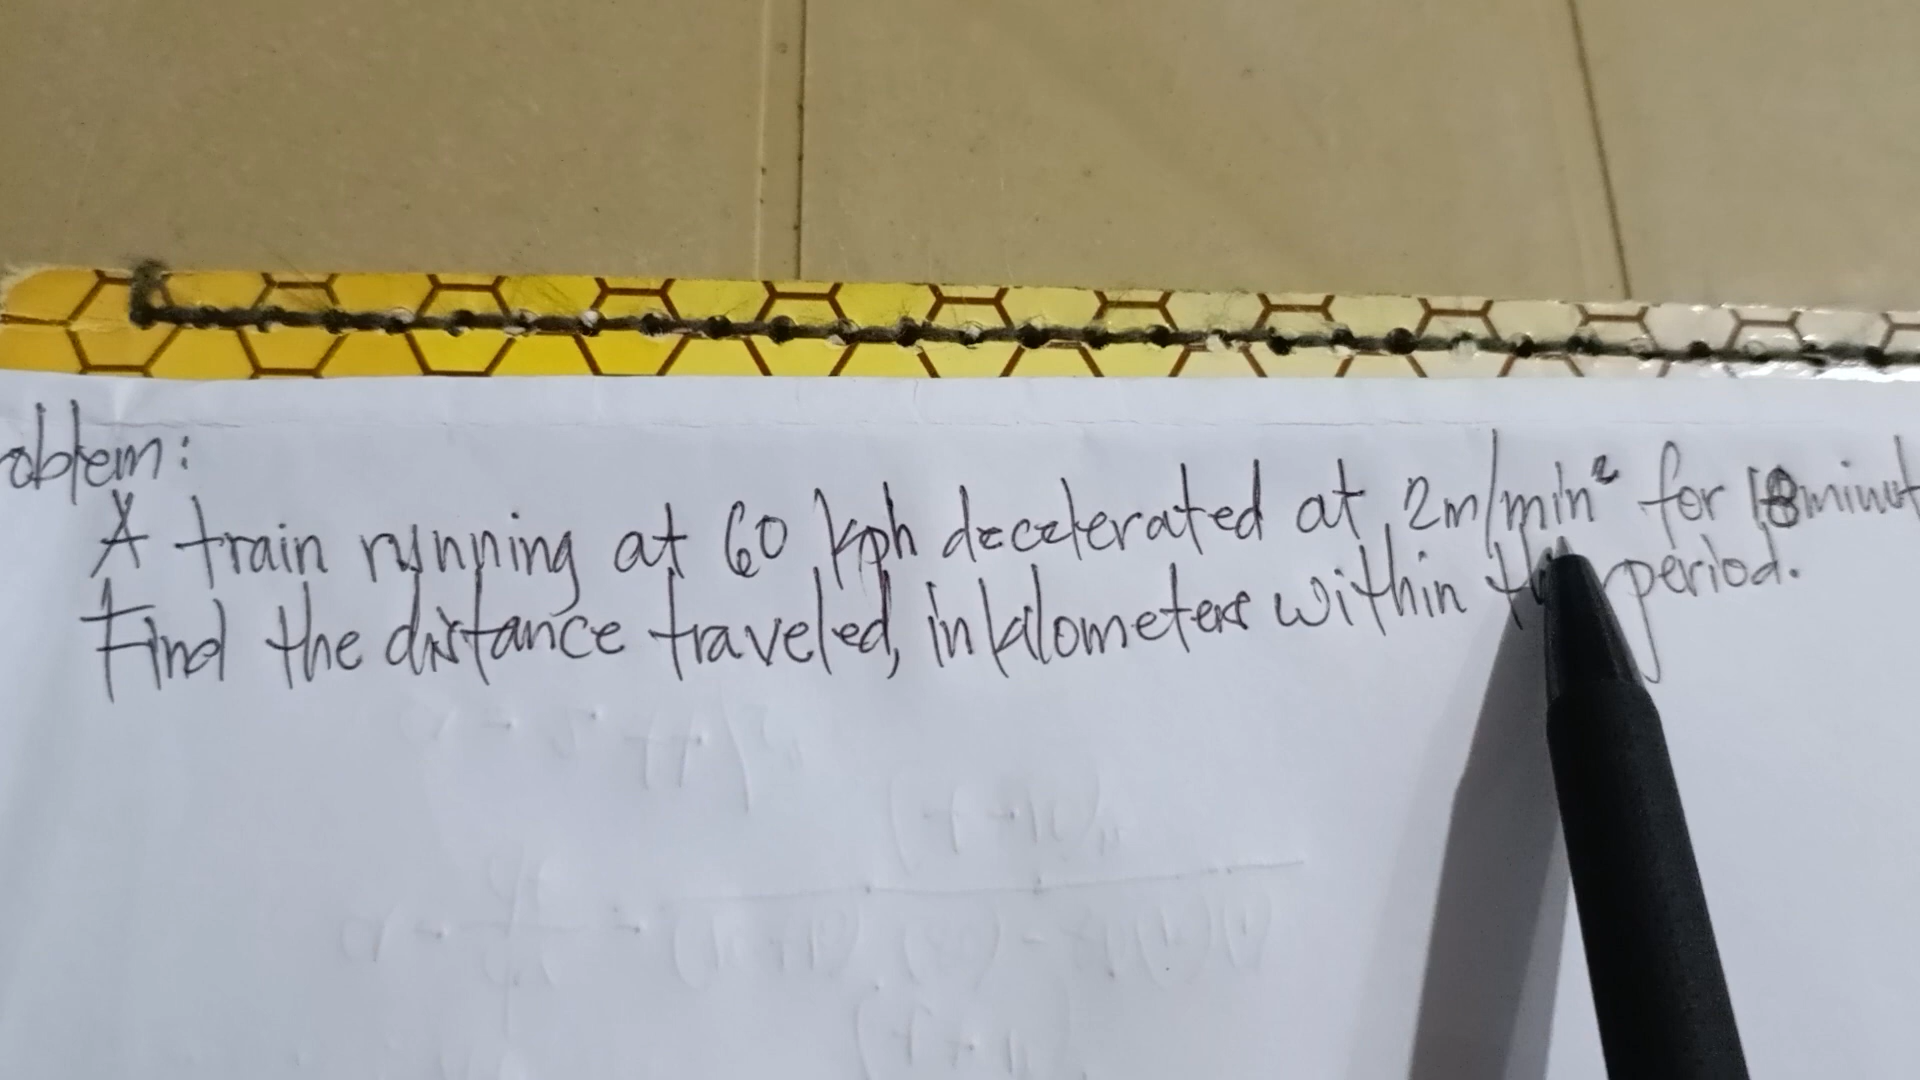 oblem:
A train running at 60 kph decelerated at 2m/min² for 18 minut
Find the distance traveled, in kilometers within period.